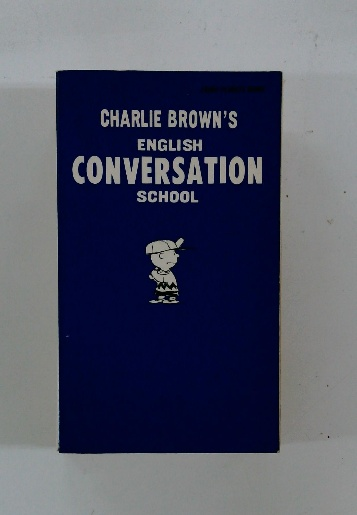 CHARLIE BROWN'S
ENGLISH
CONVERSATION
SCHOOL